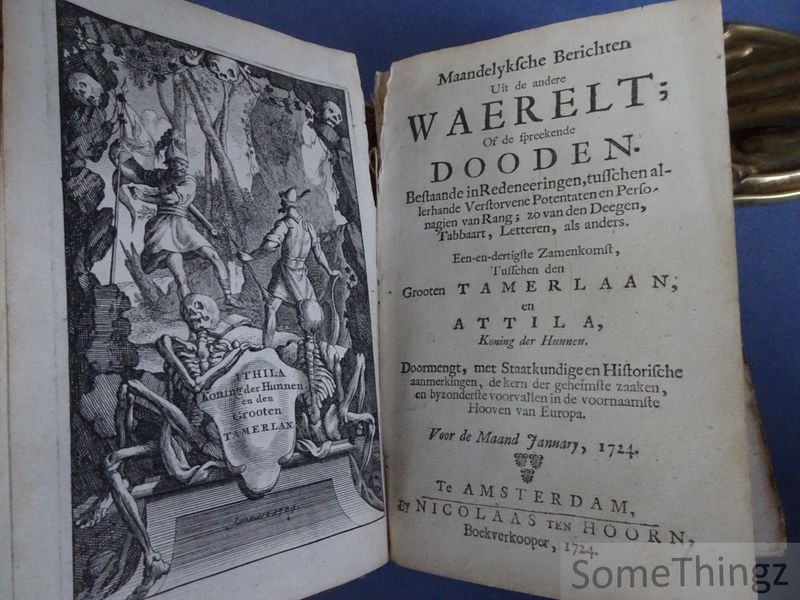 ATHILA
Koning der Hunnen.
en den
Grooten
TAMERLAN.
Maandelykſche Berichten
Uit de andere
WAERELT;
Of de ſpreekende
DOODEN.
Beſtaande in Redeneeringen, tuſſchen al-
lerhande Verſtorvene Potentaten en Perſo-
nagien van Rang; zo van den Deegen,
Tabbaart, Letteren, als anders.
Een-en-dertigſte Zamenkomſt,
Tuſſchen den
Grooten TAMERLAAN,
en
ATTILA,
Koning der Hunnen.
Doormengt, met Staatkundige en Hiſtoriſche
aanmerkingen, de kern der geheimſte zaaken,
en byzonderſte voorvallen in de voornaamſte
Hooven van Europa.
Voor de Maand January, 1724.
Te AMSTERDAM,
By NICOLAAS TEN HOORN,
Boekverkooper, 1724.
SomeThingz